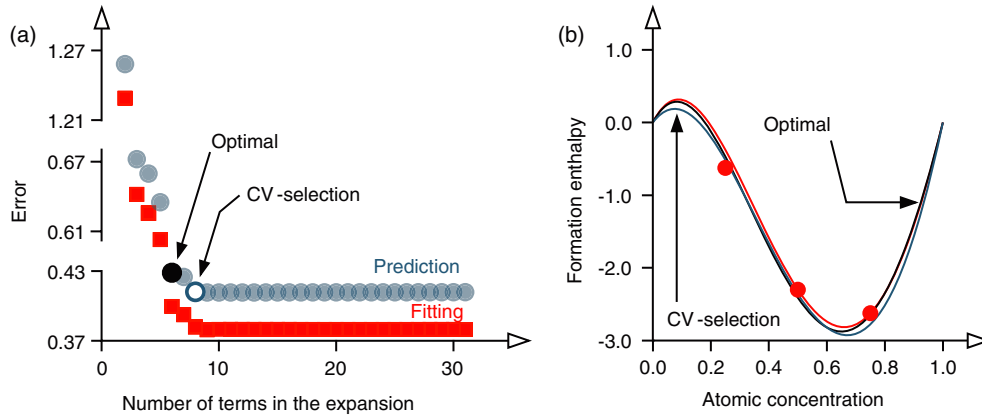 (a)
1.27
1.21
0.67
0.61
0.43
0.37
Error
Optimal
CV-selection
Prediction
Fitting
0
10
20
30
Number of terms in the expansion
(b)
1.0
0.0
-1.0
-2.0
-3.0
Formation enthalpy
Optimal
CV-selection
0.0
0.2
0.4
0.6
0.8
1.0
Atomic concentration